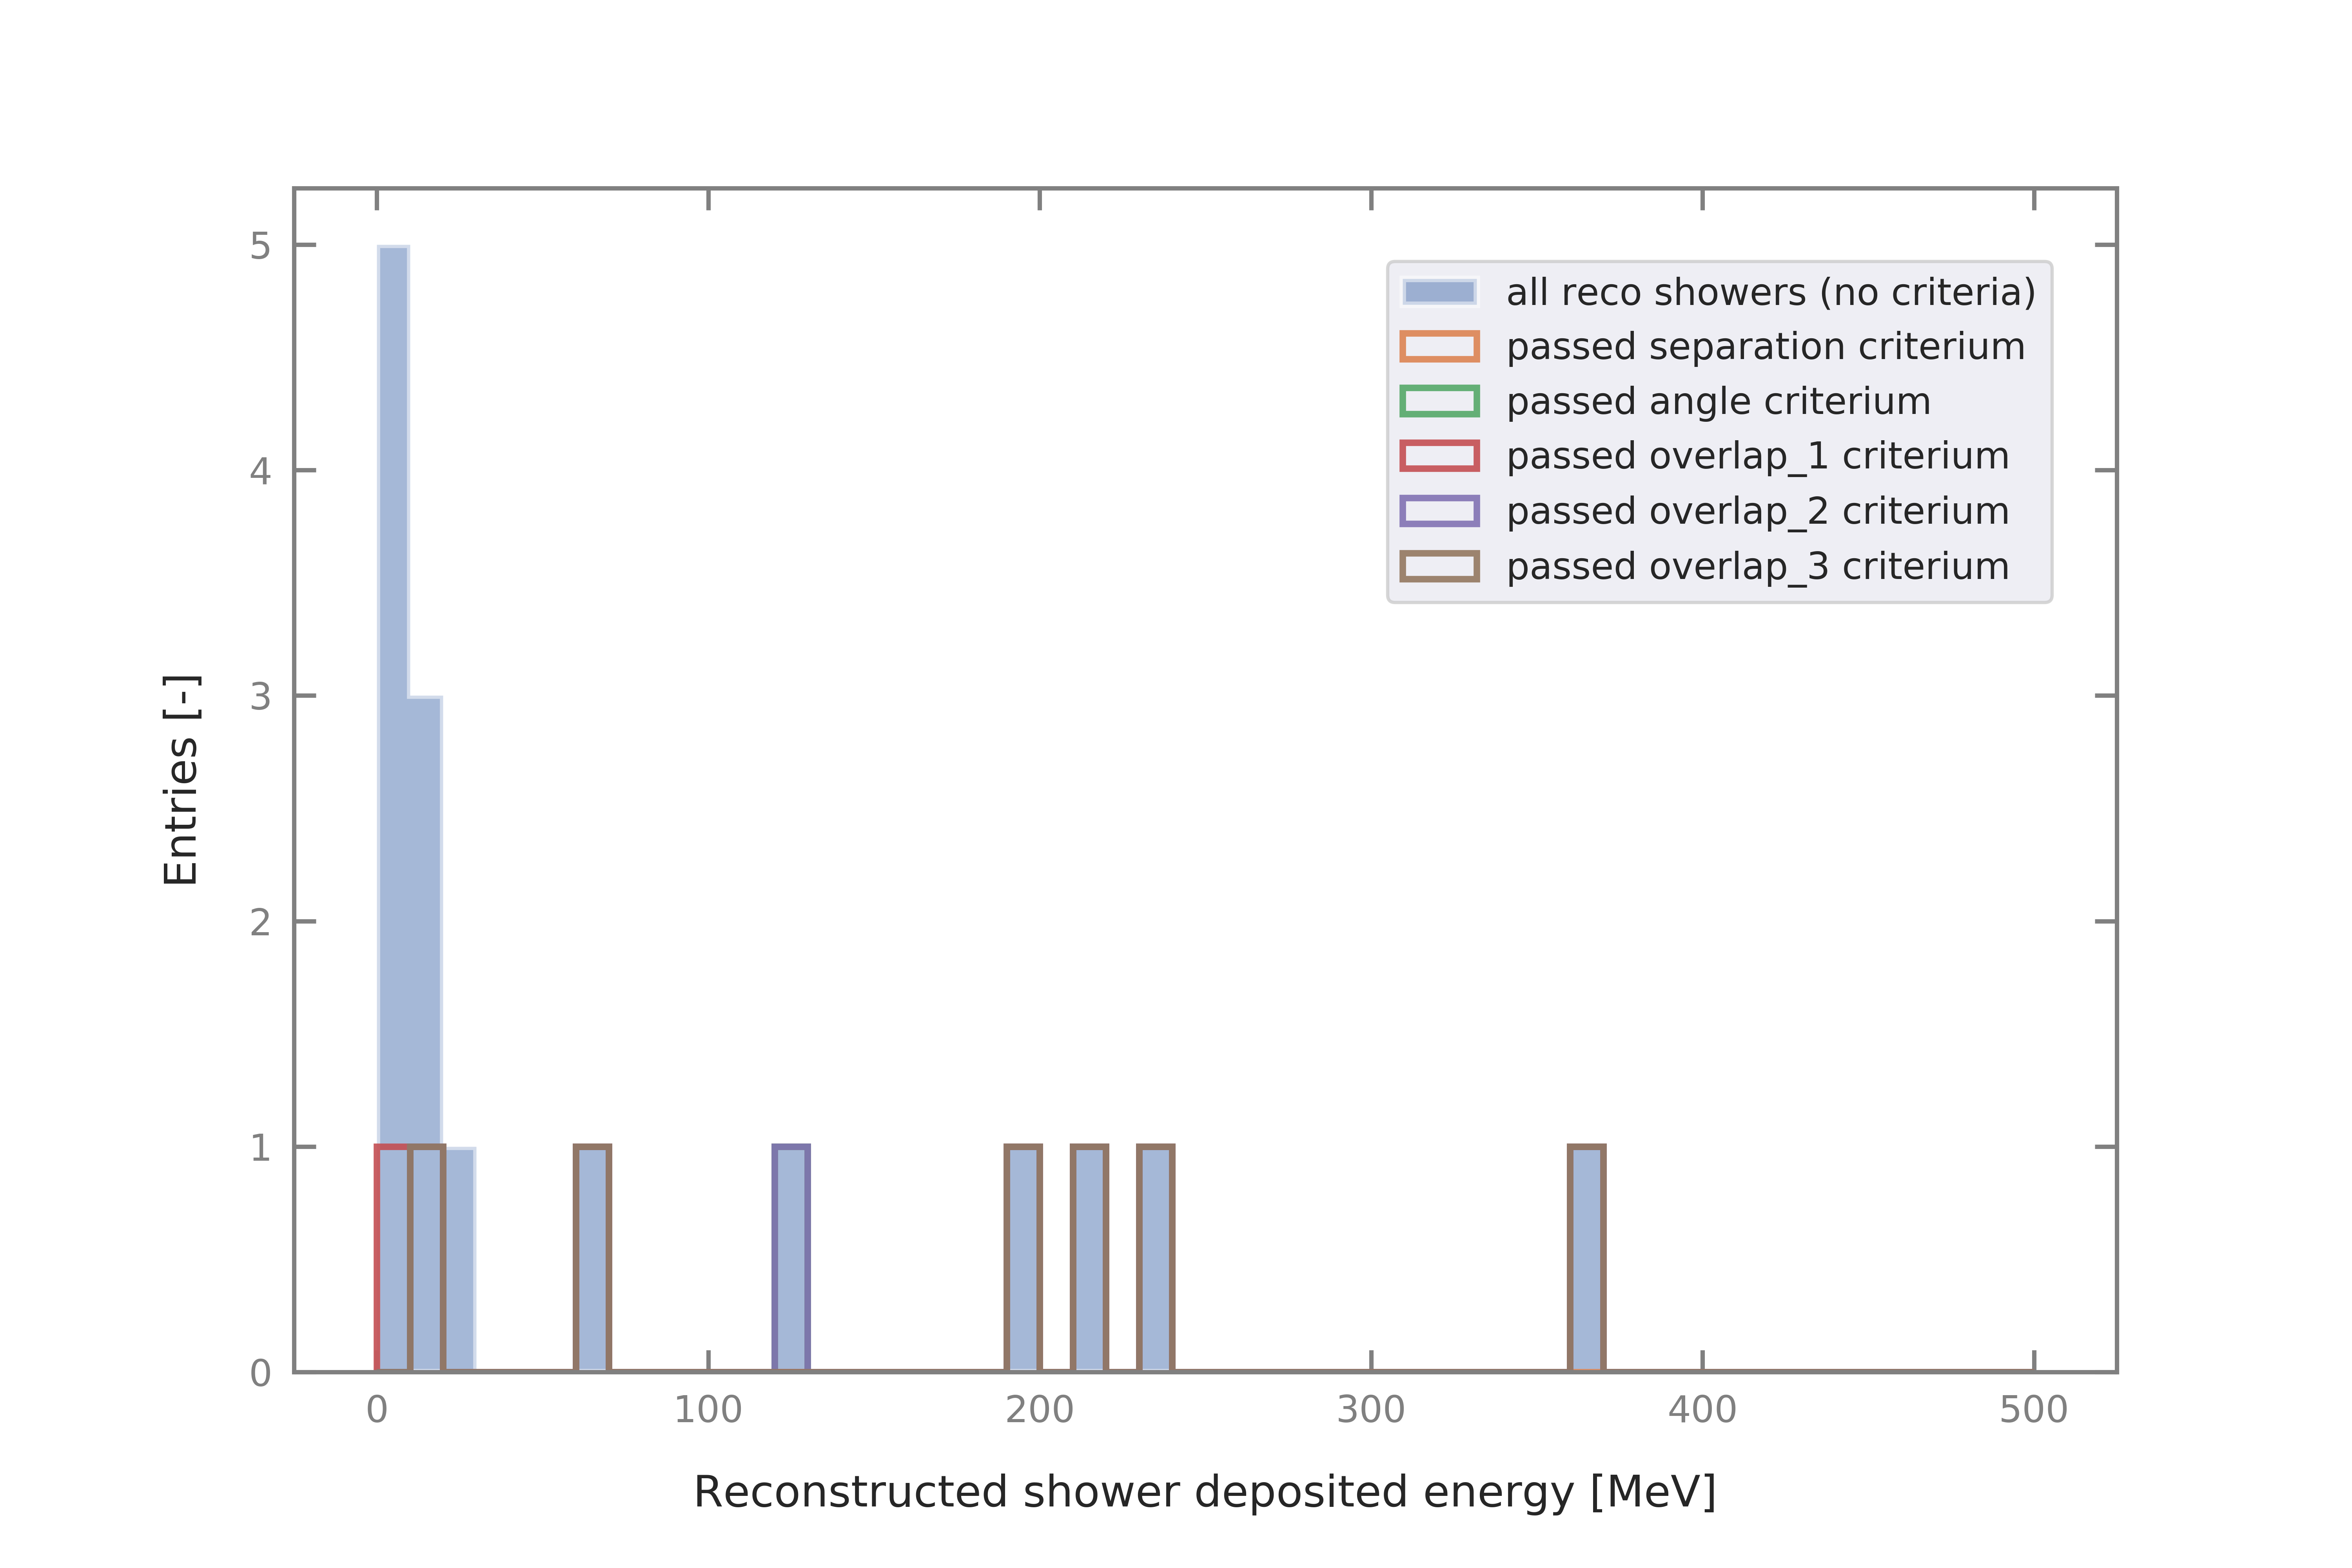 5
4
3
2
1
0
Entries [-]
all reco showers (no criteria)
passed separation criterium
passed angle criterium
passed overlap_1 criterium
passed overlap_2 criterium
passed overlap_3 criterium
0 100 200 300 400 500
Reconstructed shower deposited energy [MeV]